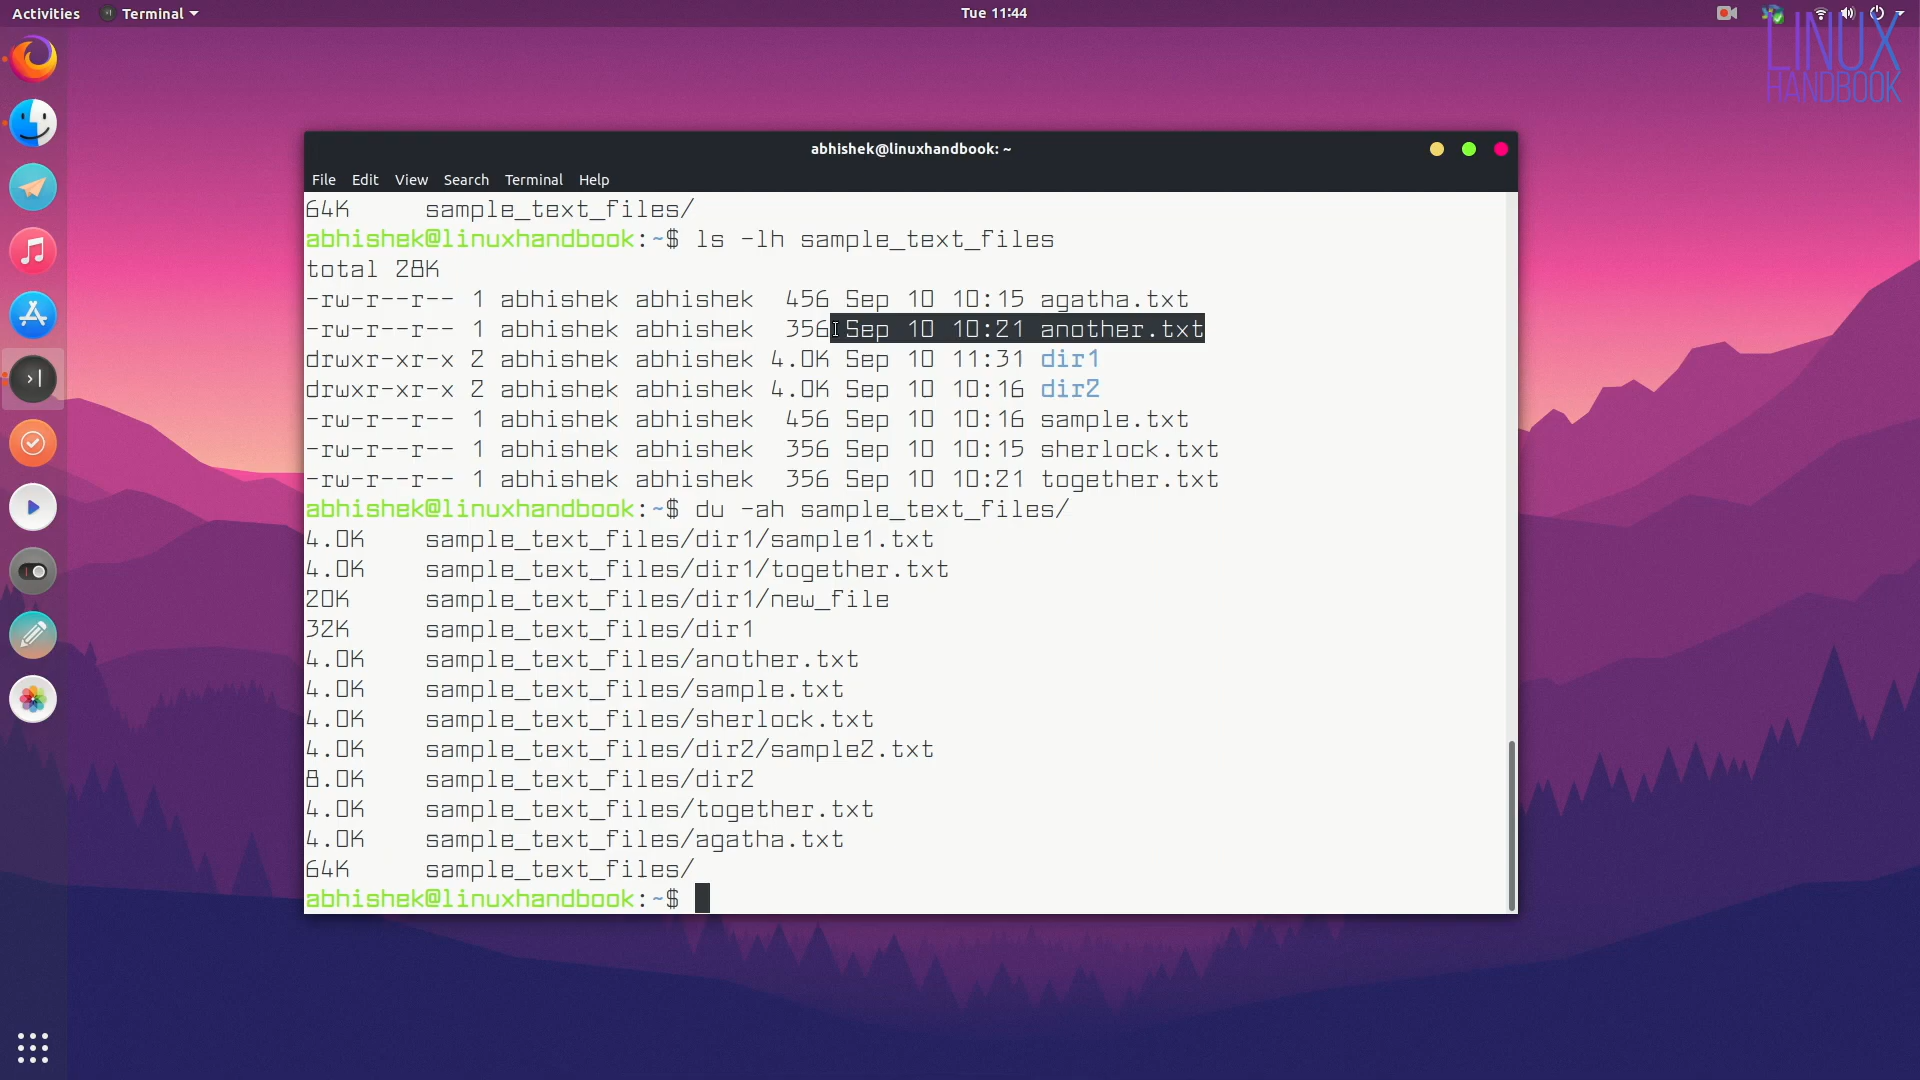 Activities Terminal Tue 11:44
LINUX
HANDBOOK
abhishek@linuxhandbook: ~
File Edit View Search Terminal Help
64K sample_text_files/
abhishek@linuxhandbook:~$ ls -lh sample_text_files
total 28K
-rw-r--r-- 1 abhishek abhishek 456 Sep 10 10:15 agatha.txt
-rw-r--r-- 1 abhishek abhishek 356 Sep 10 10:21 another.txt
drwxr-xr-x 2 abhishek abhishek 4.0K Sep 10 11:31 dir1
drwxr-xr-x 2 abhishek abhishek 4.0K Sep 10 10:16 dir2
-rw-r--r-- 1 abhishek abhishek 456 Sep 10 10:16 sample.txt
-rw-r--r-- 1 abhishek abhishek 356 Sep 10 10:15 sherlock.txt
-rw-r--r-- 1 abhishek abhishek 356 Sep 10 10:21 together.txt
abhishek@linuxhandbook:~$ du -ah sample_text_files/
4.0K sample_text_files/dir1/sample1.txt
4.0K sample_text_files/dir1/together.txt
20K sample_text_files/dir1/new_file
32K sample_text_files/dir1
4.0K sample_text_files/another.txt
4.0K sample_text_files/sample.txt
4.0K sample_text_files/sherlock.txt
4.0K sample_text_files/dir2/sample2.txt
8.0K sample_text_files/dir2
4.0K sample_text_files/together.txt
4.0K sample_text_files/agatha.txt
64K sample_text_files/
abhishek@linuxhandbook:~$